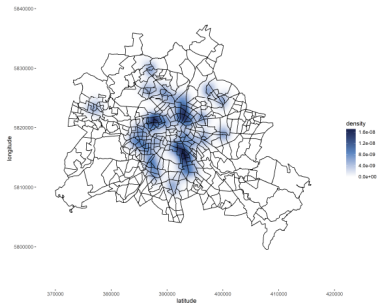 5840000
5830000
5820000
5810000
5800000
longitude
370000
380000
390000
400000
410000
420000
latitude
density
1.6e-08
1.2e-08
8.0e-09
4.0e-09
0.0e+00